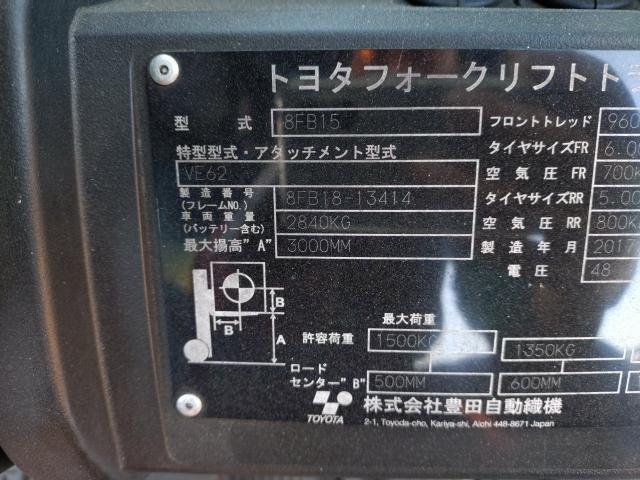 トヨタフォークリフトト
型 式 8FB15 フロントトレッド 960
特型型式・アタッチメント型式 タイヤサイズFR 6.00
VE62 空気圧 FR 700K
製造番号 (フレームNO.) 8FB18-13414 タイヤサイズRR 5.00
車両重量 (バッテリー含む) 2840KG 空気圧 RR 800K
最大揚高"A" 3000MM 製造年月 2017
電圧 48
B
B
A
最大荷重
許容荷重 1500KG 1350KG
ロード
センター"B" 500MM 600MM
TOYOTA 株式会社豊田自動織機
2-1, Toyoda-cho, Kariya-shi, Aichi 448-8671 Japan